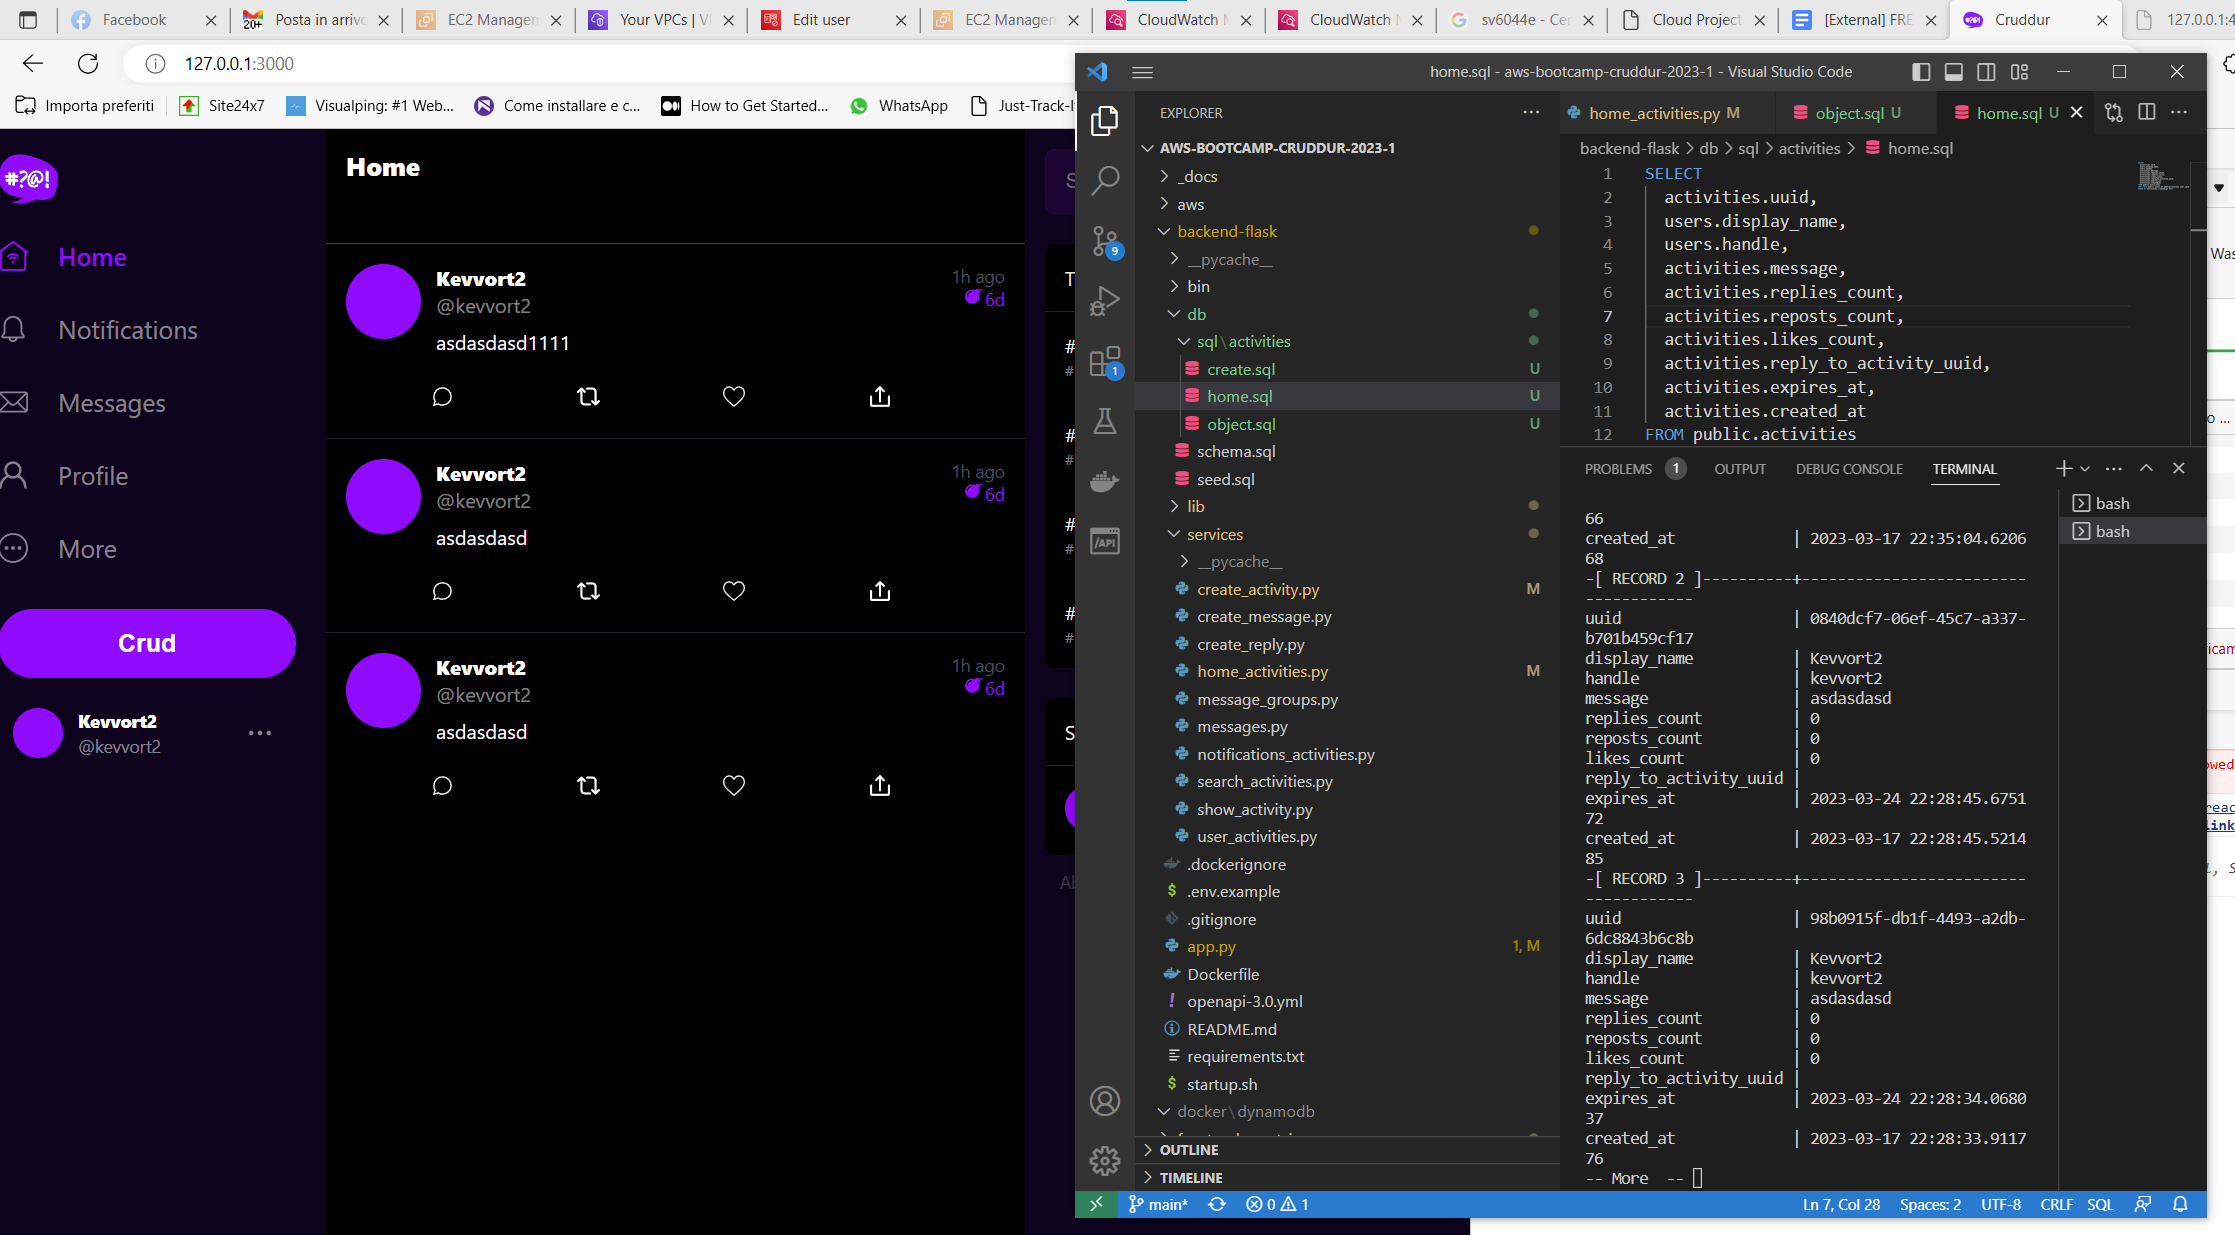 Facebook
20+
Posta in arriv
EC2 Managem
Your VPCs | V
Edit user
EC2 Managem
CloudWatch
CloudWatch
sv6044e - Ce
Cloud Project
[External] FRE
Cruddur
127.0.0.1:4
127.0.0.1:3000
Importa preferiti
Site24x7
Visualping: #1 Web...
Come installare e c...
How to Get Started...
WhatsApp
Just-Track-I
#?@!
Home
Notifications
Messages
Profile
More
Crud
Kevvort2
@kevvort2
Home
Kevvort2
@kevvort2
1h ago
6d
asdasdasd1111
Kevvort2
@kevvort2
1h ago
6d
asdasdasd
Kevvort2
@kevvort2
1h ago
6d
asdasdasd
home.sql - aws-bootcamp-cruddur-2023-1 - Visual Studio Code
EXPLORER
AWS-BOOTCAMP-CRUDDUR-2023-1
_docs
aws
backend-flask
__pycache__
bin
db
sql\activities
create.sql U
home.sql U
object.sql U
schema.sql
seed.sql
lib
services
__pycache__
create_activity.py M
create_message.py
create_reply.py
home_activities.py M
message_groups.py
messages.py
notifications_activities.py
search_activities.py
show_activity.py
user_activities.py
.dockerignore
.env.example
.gitignore
app.py 1, M
Dockerfile
openapi-3.0.yml
README.md
requirements.txt
startup.sh
docker\dynamodb
OUTLINE
TIMELINE
9
1
/API
home_activities.py M
object.sql U
home.sql U
backend-flask > db > sql > activities > home.sql
1 SELECT
2 activities.uuid,
3 users.display_name,
4 users.handle,
5 activities.message,
6 activities.replies_count,
7 activities.reposts_count,
8 activities.likes_count,
9 activities.reply_to_activity_uuid,
10 activities.expires_at,
11 activities.created_at
12 FROM public.activities
PROBLEMS 1 OUTPUT DEBUG CONSOLE TERMINAL
bash
bash
66
created_at | 2023-03-17 22:35:04.6206
68
-[ RECORD 2 ]----------+-------------------------
------------
uuid | 0840dcf7-06ef-45c7-a337-
b701b459cf17
display_name | Kevvort2
handle | kevvort2
message | asdasdasd
replies_count | 0
reposts_count | 0
likes_count | 0
reply_to_activity_uuid |
expires_at | 2023-03-24 22:28:45.6751
72
created_at | 2023-03-17 22:28:45.5214
85
-[ RECORD 3 ]----------+-------------------------
------------
uuid | 98b0915f-db1f-4493-a2db-
6dc8843b6c8b
display_name | Kevvort2
handle | kevvort2
message | asdasdasd
replies_count | 0
reposts_count | 0
likes_count | 0
reply_to_activity_uuid |
expires_at | 2023-03-24 22:28:34.0680
37
created_at | 2023-03-17 22:28:33.9117
76
-- More --
main* 0 1
Ln 7, Col 28 Spaces: 2 UTF-8 CRLF SQL